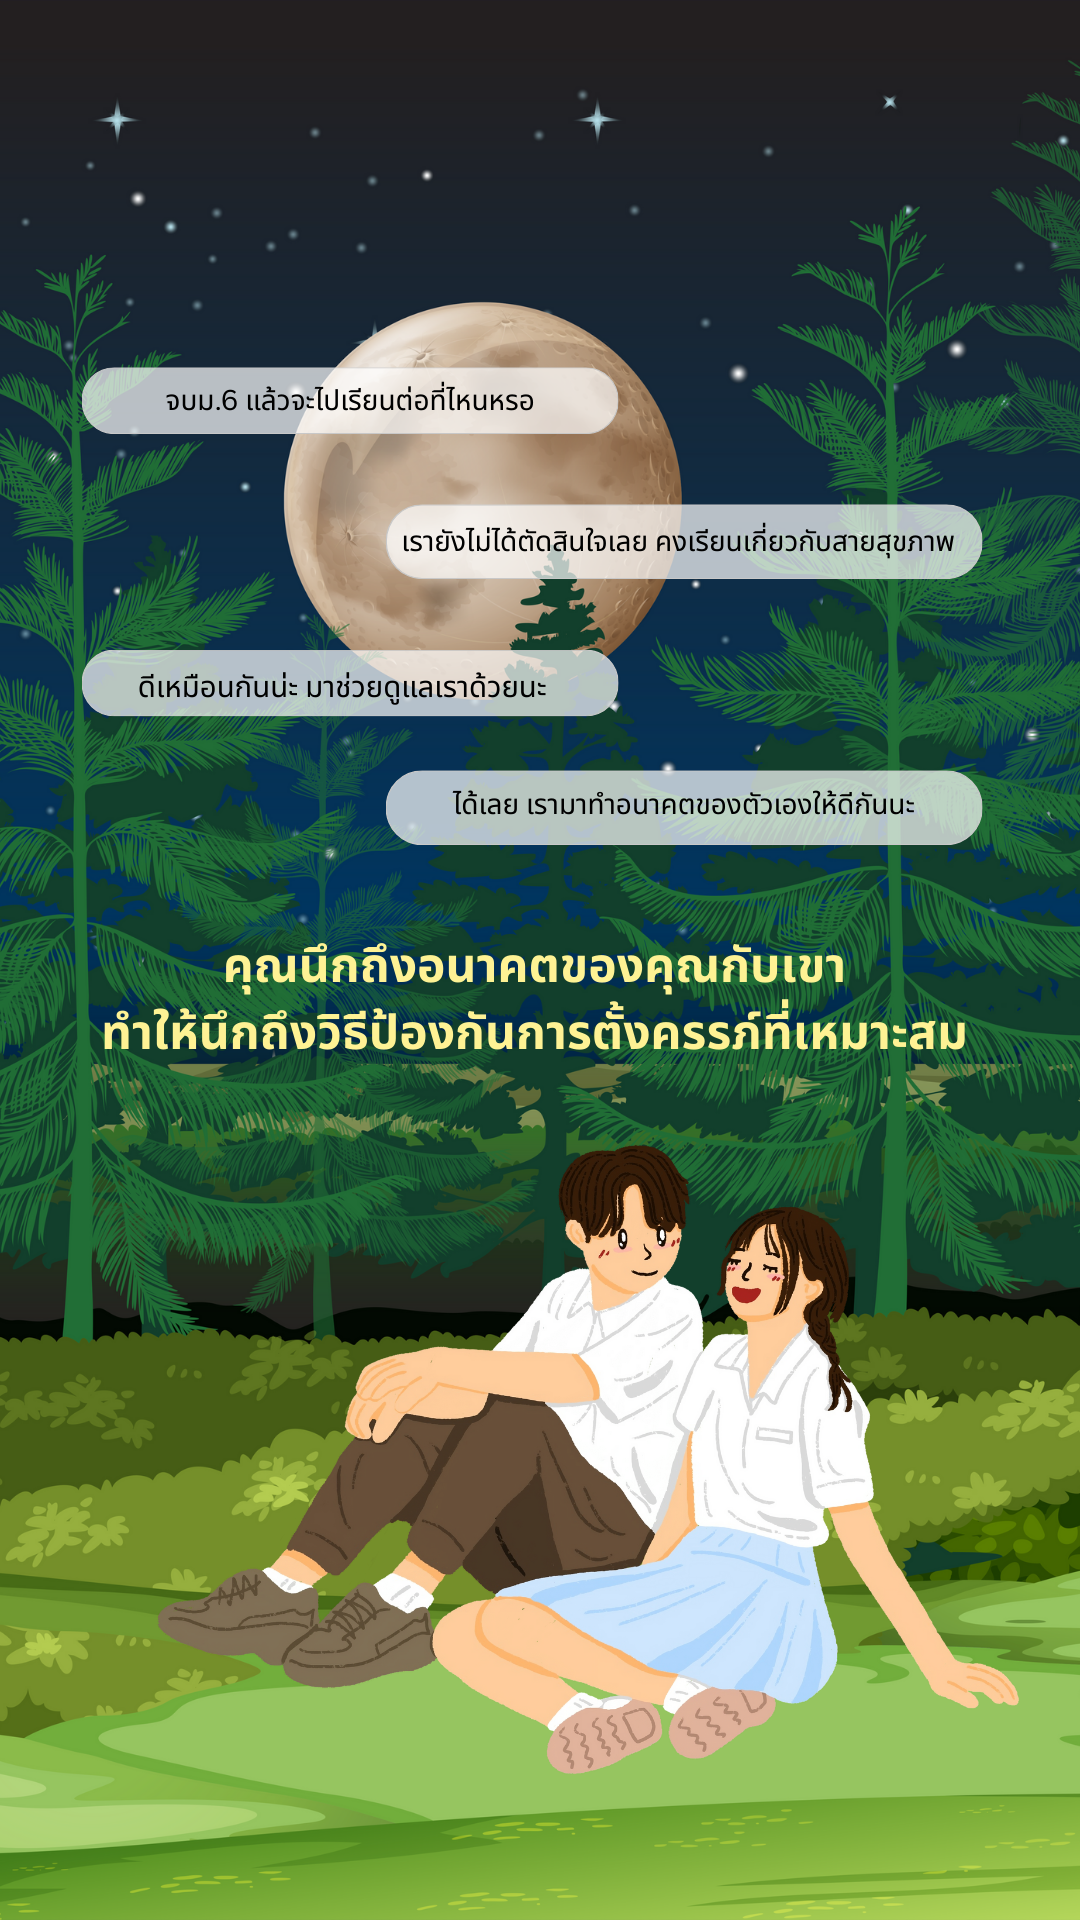 จบม.6 แล้วจะไปเรียนต่อที่ไหนหรอ
เรายังไม่ได้ตัดสินใจเลย คงเรียนเกี่ยวกับสายสุขภาพ
ดีเหมือนกันน่ะ มาช่วยดูแลเราด้วยนะ
ได้เลย เรามาทำอนาคตของตัวเองให้ดีกันนะ
คุณนึกถึงอนาคตของคุณกับเขา
ทำให้นึกถึงวิธีป้องกันการตั้งครรภ์ที่เหมาะสม